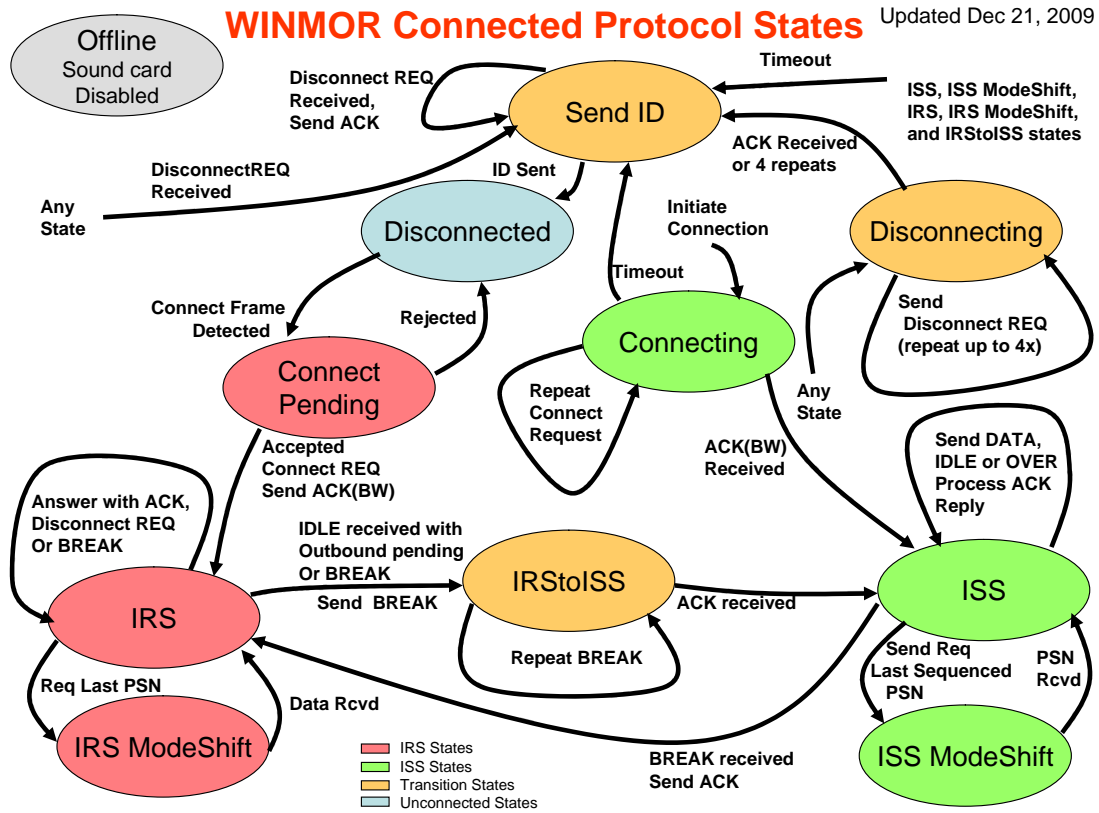 WINMOR Connected Protocol States
Updated Dec 21, 2009
Offline
Sound card
Disabled
Disconnect REQ
Received,
Send ACK
Send ID
Timeout
ISS, ISS ModeShift,
IRS, IRS ModeShift,
and IRStoISS states
ACK Received
or 4 repeats
DisconnectREQ
Received
Any
State
ID Sent
Disconnected
Initiate
Connection
Disconnecting
Timeout
Connect Frame
Detected
Rejected
Connecting
Send
Disconnect REQ
(repeat up to 4x)
Connect
Pending
Repeat
Connect
Request
Any
State
Accepted
Connect REQ
Send ACK(BW)
ACK(BW)
Received
Send DATA,
IDLE or OVER
Process ACK
Reply
Answer with ACK,
Disconnect REQ
Or BREAK
IDLE received with
Outbound pending
Or BREAK
Send BREAK
IRStoISS
ACK received
ISS
IRS
Repeat BREAK
Send Req
Last Sequenced
PSN
PSN
Rcvd
Req Last PSN
Data Rcvd
IRS ModeShift
ISS ModeShift
BREAK received
Send ACK
IRS States
ISS States
Transition States
Unconnected States